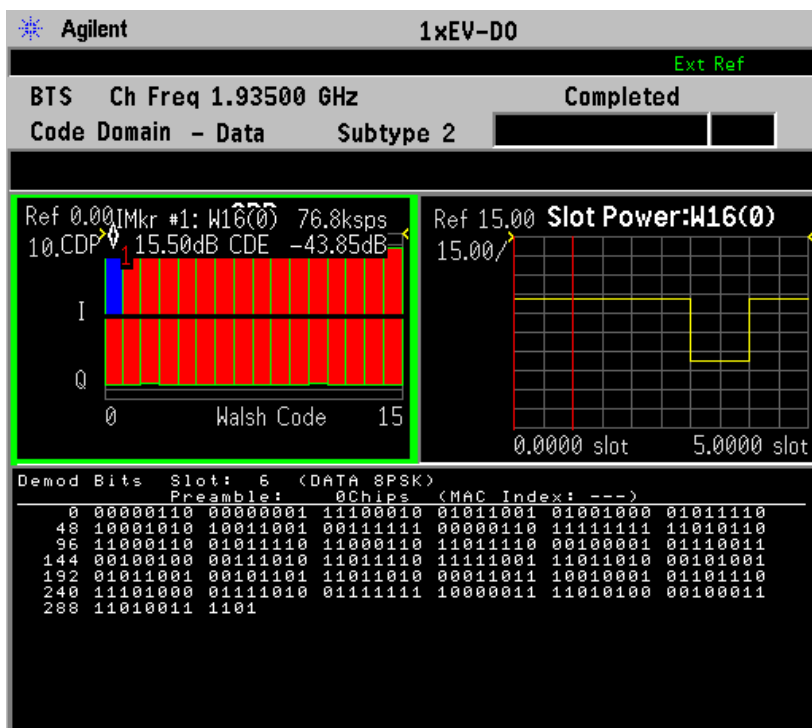 Agilent 1xEV-DO
Ext Ref
BTS Ch Freq 1.93500 GHz Completed
Code Domain - Data Subtype 2
Ref 0.00 Mkr #1: W16(0) 76.8ksps
10. CDP 15.50dB CDE -43.85dB
1
I
Q
0 Walsh Code 15
Ref 15.00 Slot Power:W16(0)
15.00/
0.0000 slot 5.0000 slot
Demod Bits Slot: 6 (DATA 8PSK)
Preamble: 0Chips (MAC Index: ---)
0 00000110 00000001 11100010 01011001 01001000 01011110
48 10001010 10011001 00111111 00000110 11111111 11010110
96 11000110 01011110 11000110 11011110 00100001 01110011
144 00100100 00111010 11011110 11111001 11011110 00101001
192 01011001 00101101 11011010 00011011 10010001 01101110
240 11101000 01111010 01111111 10000011 11010100 00100011
288 11010011 1101